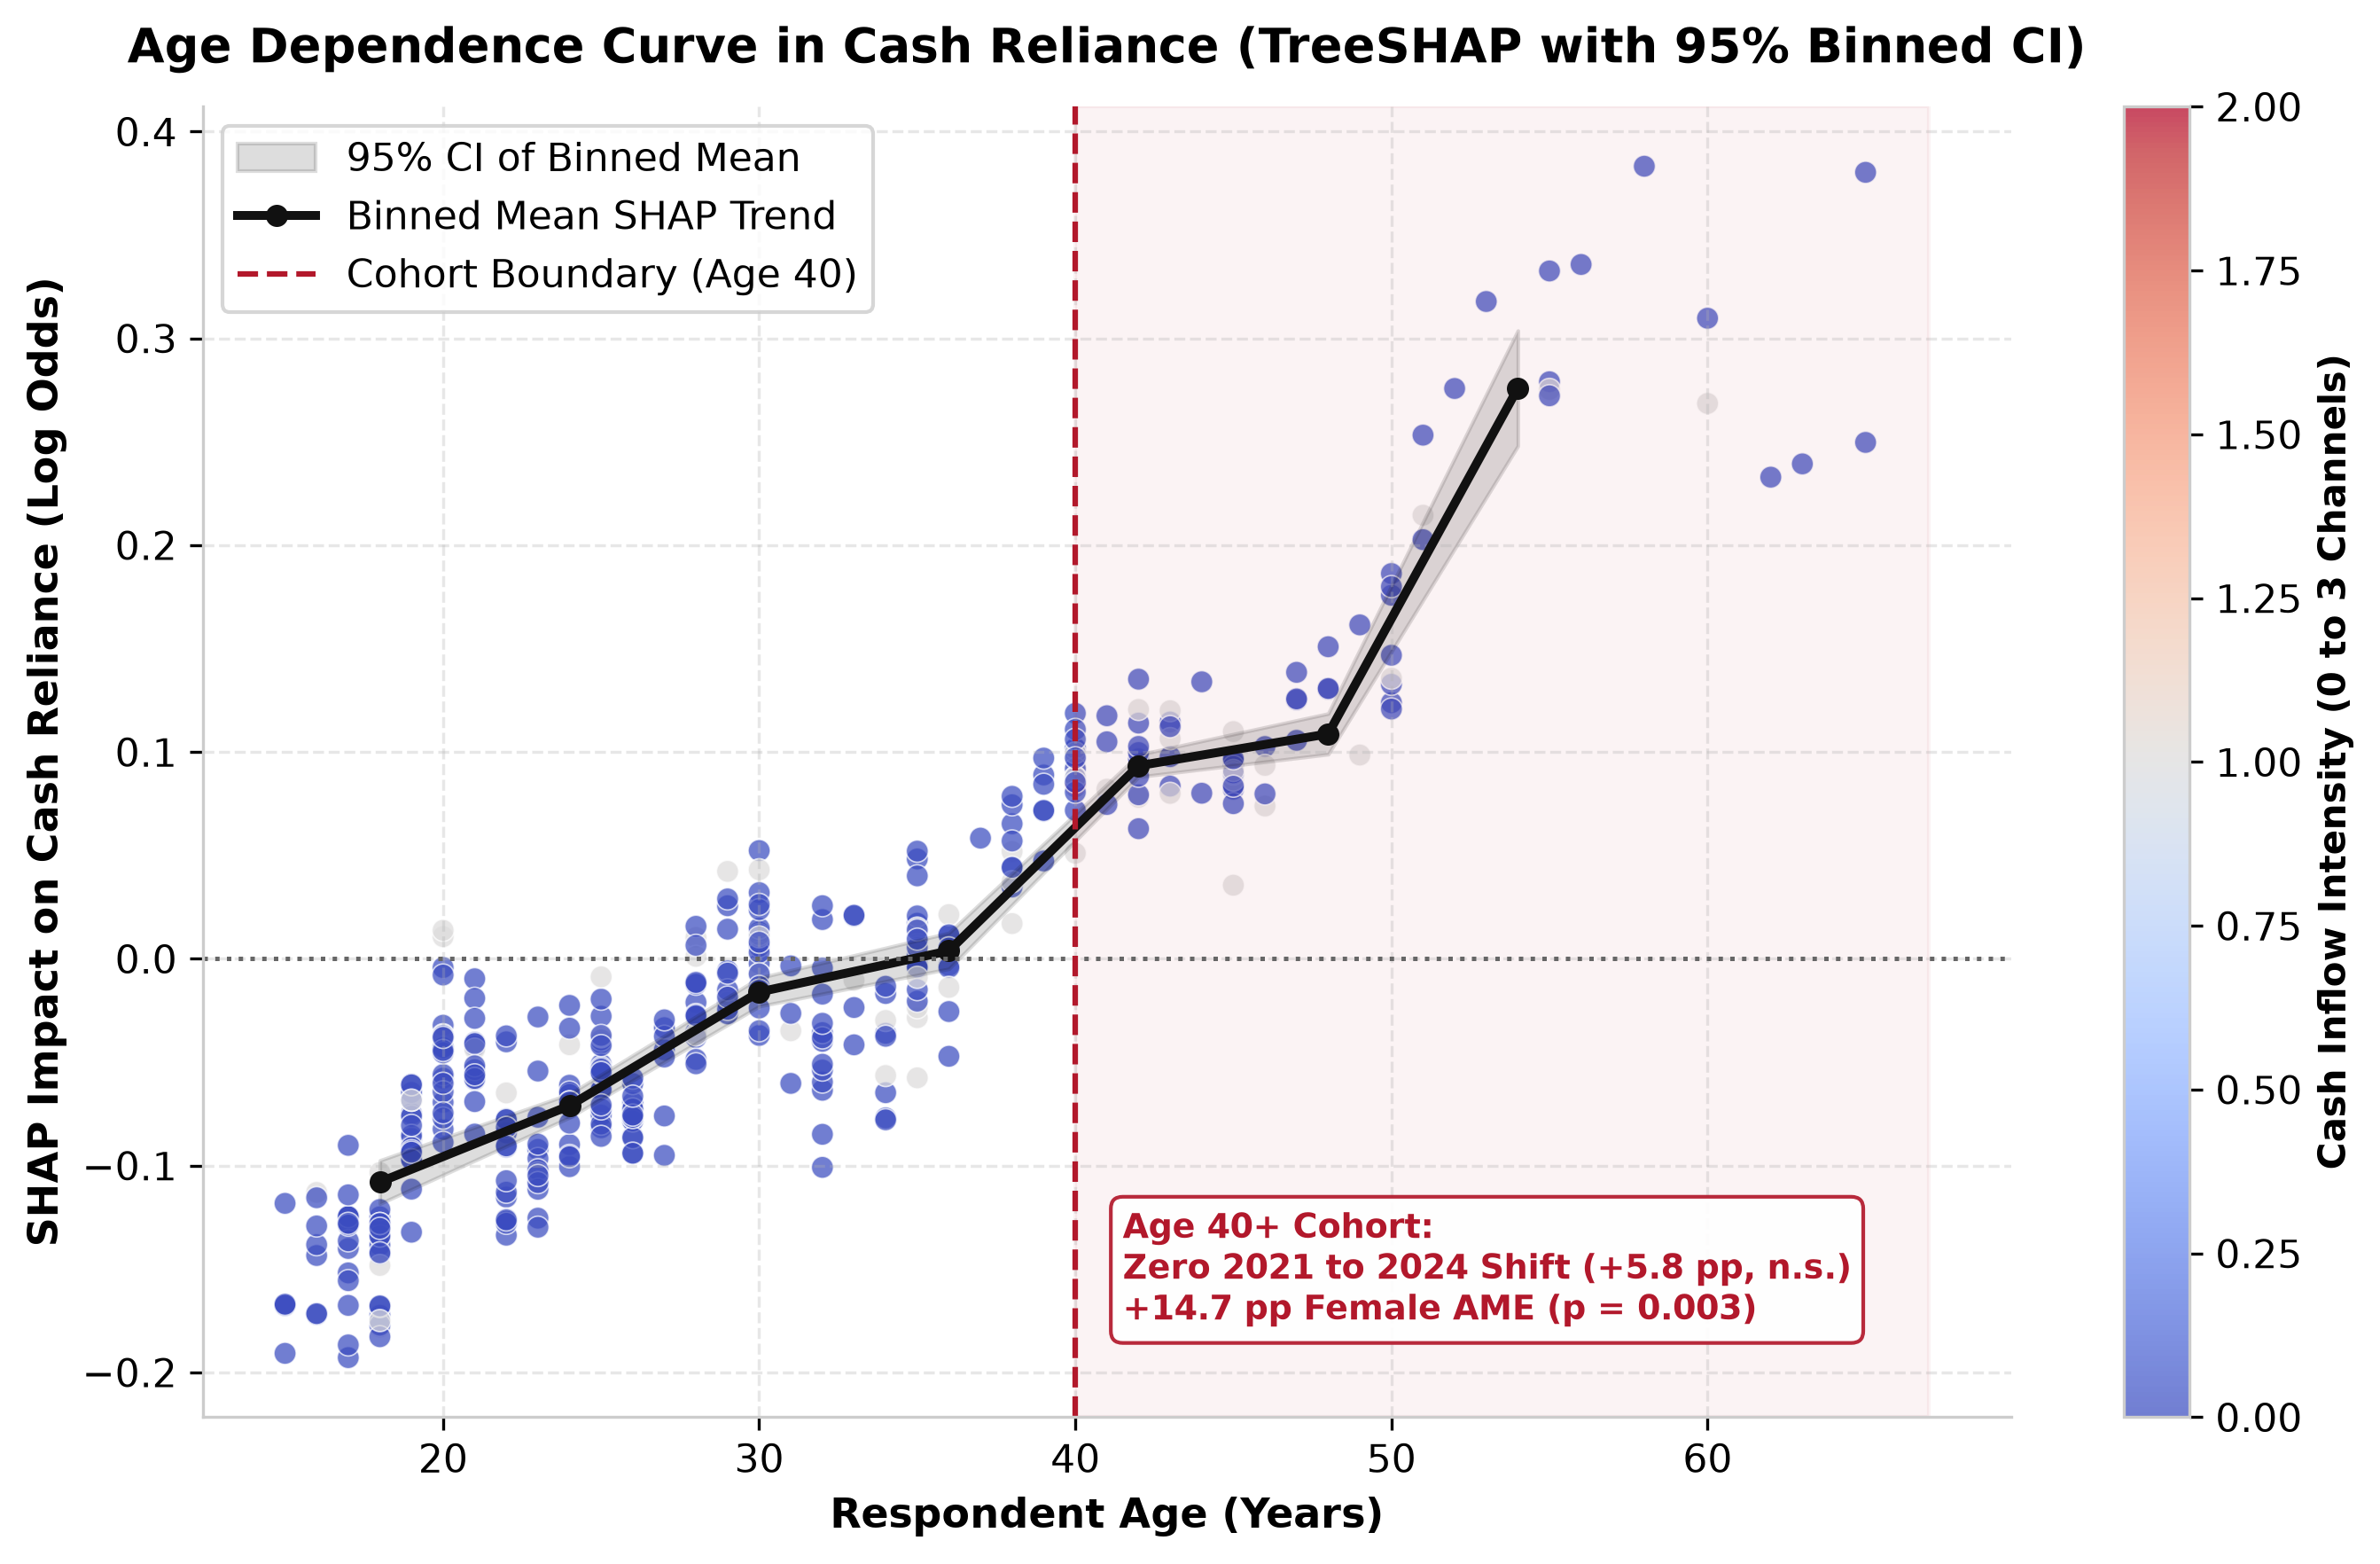 Age Dependence Curve in Cash Reliance (TreeSHAP with 95% Binned CI)
95% CI of Binned Mean
Binned Mean SHAP Trend
Cohort Boundary (Age 40)
SHAP Impact on Cash Reliance (Log Odds)
0.4
0.3
0.2
0.1
0.0
−0.1
−0.2
Age 40+ Cohort:
Zero 2021 to 2024 Shift (+5.8 pp, n.s.)
+14.7 pp Female AME (p = 0.003)
20 30 40 50 60
Respondent Age (Years)
2.00
1.75
1.50
1.25
1.00
0.75
0.50
0.25
0.00
Cash Inflow Intensity (0 to 3 Channels)